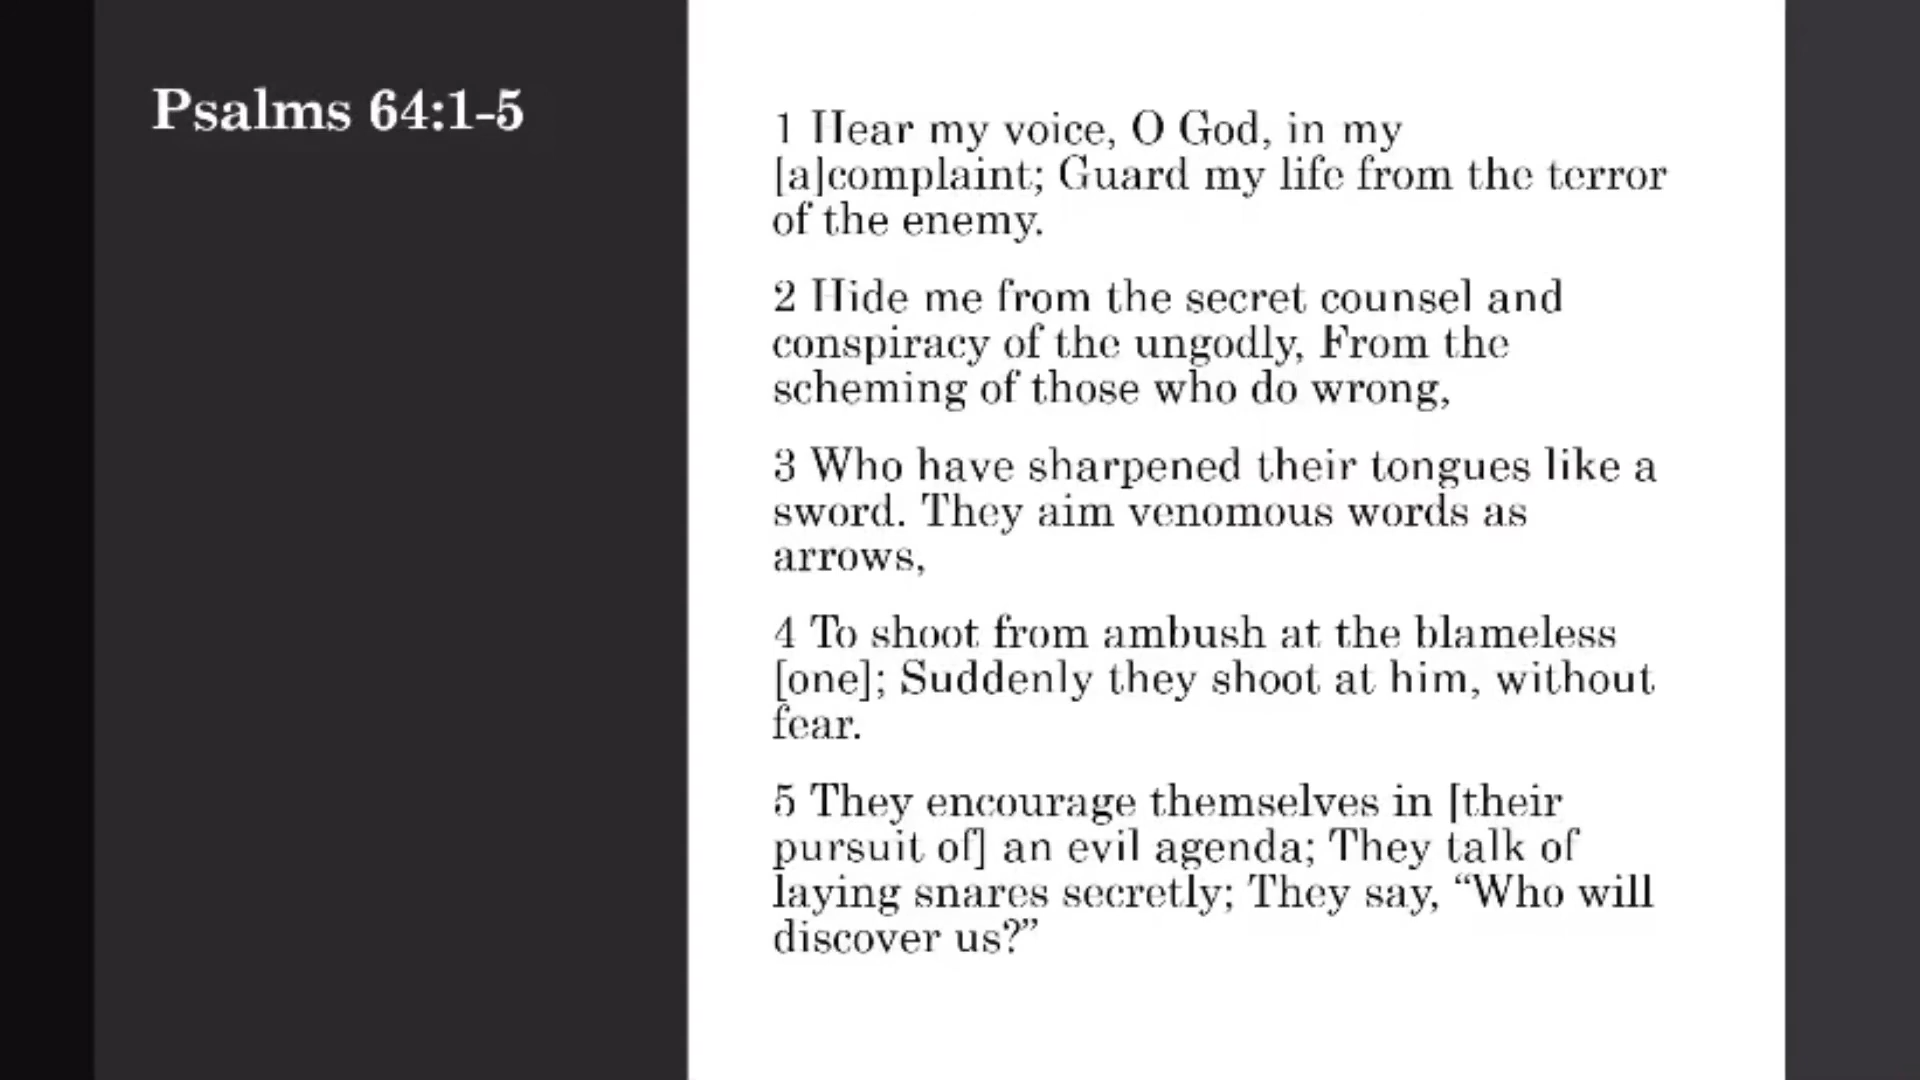 Psalms 64:1-5
1 Hear my voice, O God, in my
[a]complaint; Guard my life from the terror
of the enemy.
2 Hide me from the secret counsel and
conspiracy of the ungodly, From the
scheming of those who do wrong,
3 Who have sharpened their tongues like a
sword. They aim venomous words as
arrows,
4 To shoot from ambush at the blameless
[one]; Suddenly they shoot at him, without
fear.
5 They encourage themselves in [their
pursuit of] an evil agenda; They talk of
laying snares secretly; They say, “Who will
discover us?”